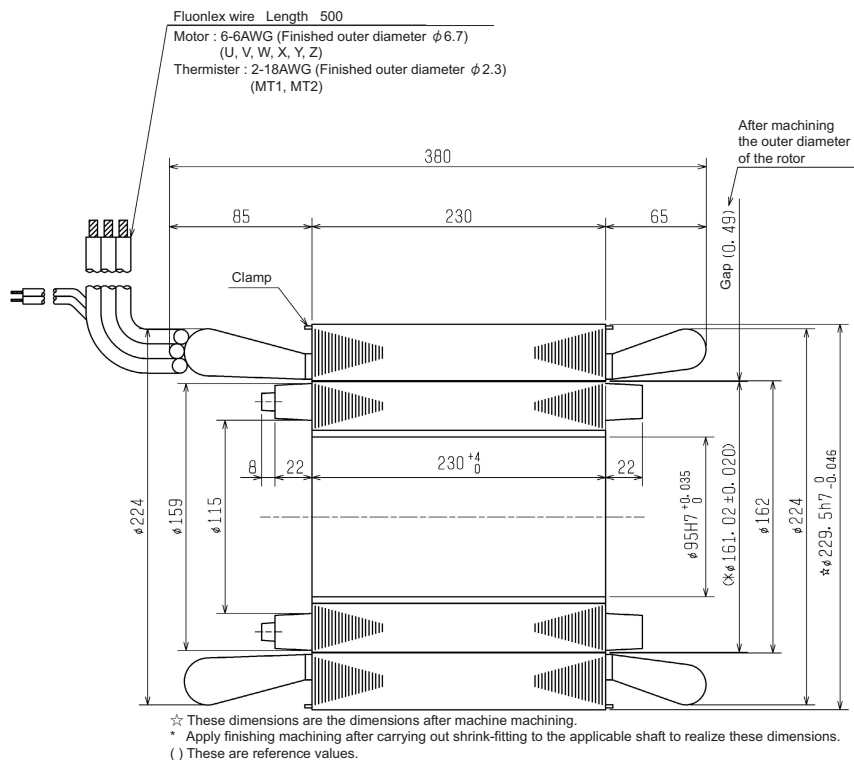 Fluonlex wire Length 500
Motor : 6-6AWG (Finished outer diameter φ6.7)
(U, V, W, X, Y, Z)
Thermister : 2-18AWG (Finished outer diameter φ2.3)
(MT1, MT2)
After machining
the outer diameter
of the rotor
380
85
230
65
Gap (0.49)
Clamp
8
22
230 +4 0
22
φ224
φ159
φ115
φ95H7 +0.035 0
(*φ161.02±0.020)
φ162
φ224
☆φ229.5h7 0 -0.046
☆ These dimensions are the dimensions after machine machining.
* Apply finishing machining after carrying out shrink-fitting to the applicable shaft to realize these dimensions.
( ) These are reference values.